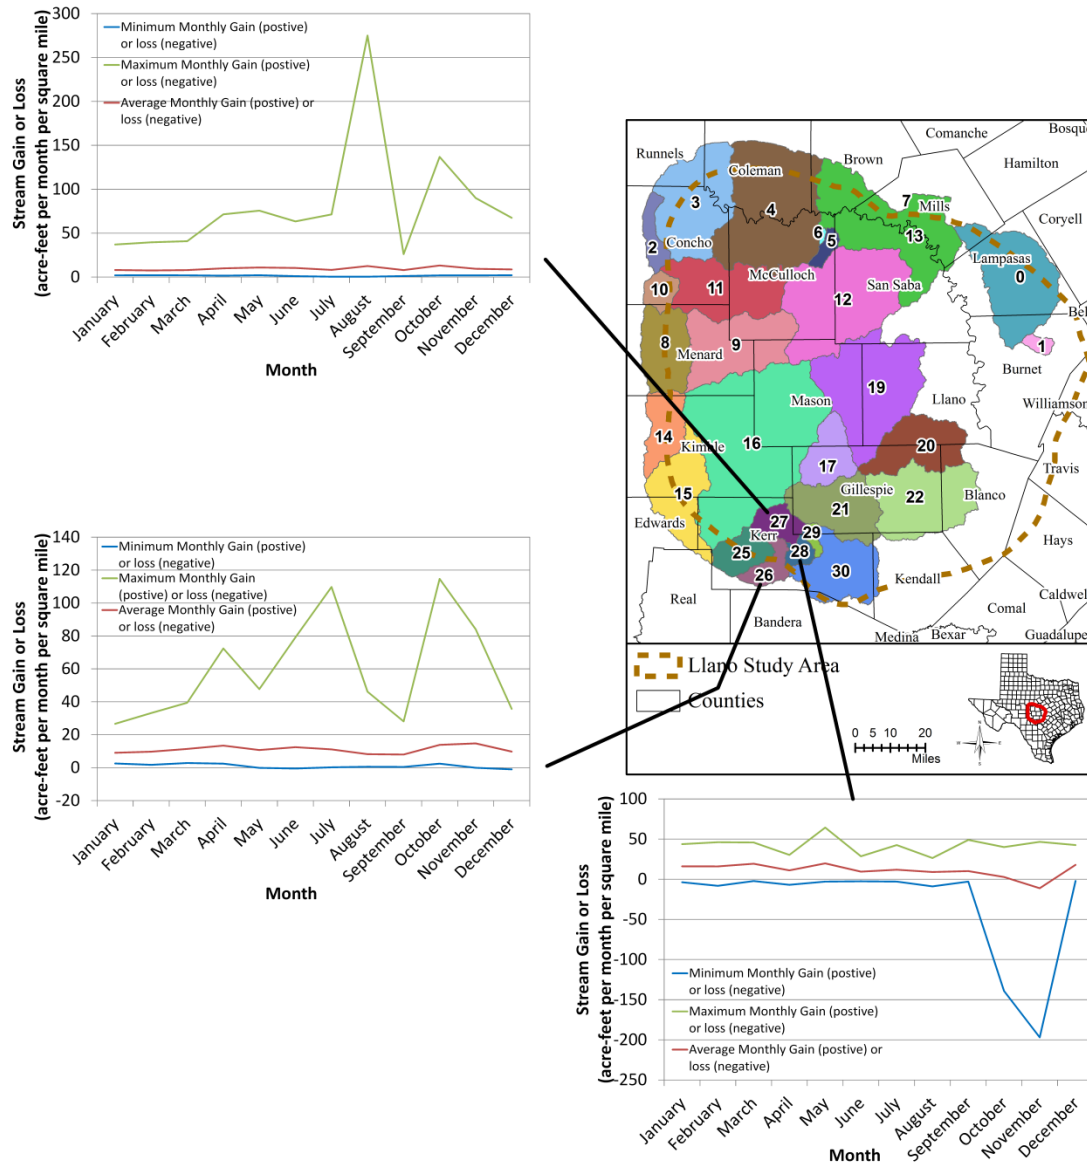 300
250
200
150
100
50
0
Stream Gain or Loss
(acre-feet per month per square mile)
Minimum Monthly Gain (postive)
or loss (negative)
Maximum Monthly Gain (postive)
or loss (negative)
Average Monthly Gain (postive) or
loss (negative)
January
February
March
April
May
June
July
August
September
October
November
December
Month
Comanche
Bosque
Runnels
Brown
Hamilton
Coleman
3
4
7
Mills
Coryell
6
5
13
2
Concho
Lampasas
0
McCulloch
San Saba
10
11
12
Bel
8
9
1
Menard
Burnet
19
Mason
Llano
Williamson
14
Kimble
16
20
17
Travis
15
Gillespie
22
Blanco
21
Edwards
27
29
Kerr
Hays
25
28
26
30
Kendall
Real
Caldwel
Comal
Bandera
Medina
Bexar
Guadalupe
Llano Study Area
Counties
0 5 10 20
Miles
N
W
E
S
140
120
100
80
60
40
20
0
-20
Stream Gain or Loss
(acre-feet per month per square mile)
Minimum Monthly Gain (postive)
or loss (negative)
Maximum Monthly Gain
(postive) or loss (negative)
Average Monthly Gain (postive)
or loss (negative)
January
February
March
April
May
June
July
August
September
October
November
December
Month
100
50
0
-50
-100
-150
-200
-250
Stream Gain or Loss
(acre-feet per month per square mile)
Minimum Monthly Gain (postive)
or loss (negative)
Maximum Monthly Gain (postive)
or loss (negative)
Average Monthly Gain (postive) or
loss (negative)
January
February
March
April
May
June
July
August
September
October
November
December
Month